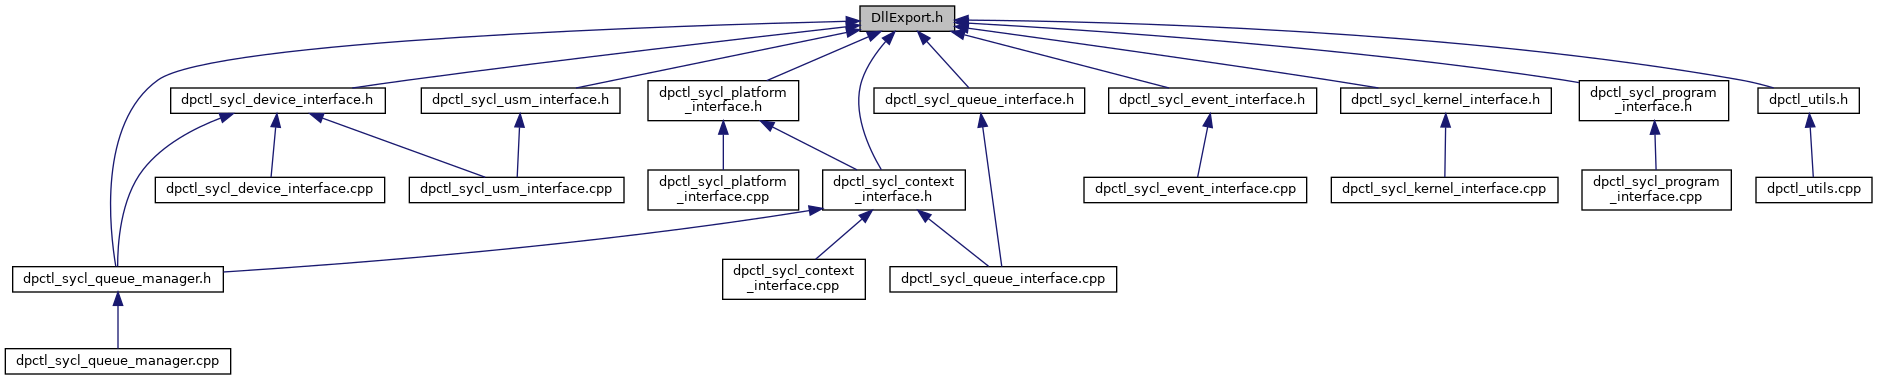 DllExport.h
dpctl_sycl_device_interface.h
dpctl_sycl_usm_interface.h
dpctl_sycl_platform
_interface.h
dpctl_sycl_queue_interface.h
dpctl_sycl_event_interface.h
dpctl_sycl_kernel_interface.h
dpctl_sycl_program
_interface.h
dpctl_utils.h
dpctl_sycl_device_interface.cpp
dpctl_sycl_usm_interface.cpp
dpctl_sycl_platform
_interface.cpp
dpctl_sycl_context
_interface.h
dpctl_sycl_event_interface.cpp
dpctl_sycl_kernel_interface.cpp
dpctl_sycl_program
_interface.cpp
dpctl_utils.cpp
dpctl_sycl_queue_manager.h
dpctl_sycl_context
_interface.cpp
dpctl_sycl_queue_interface.cpp
dpctl_sycl_queue_manager.cpp